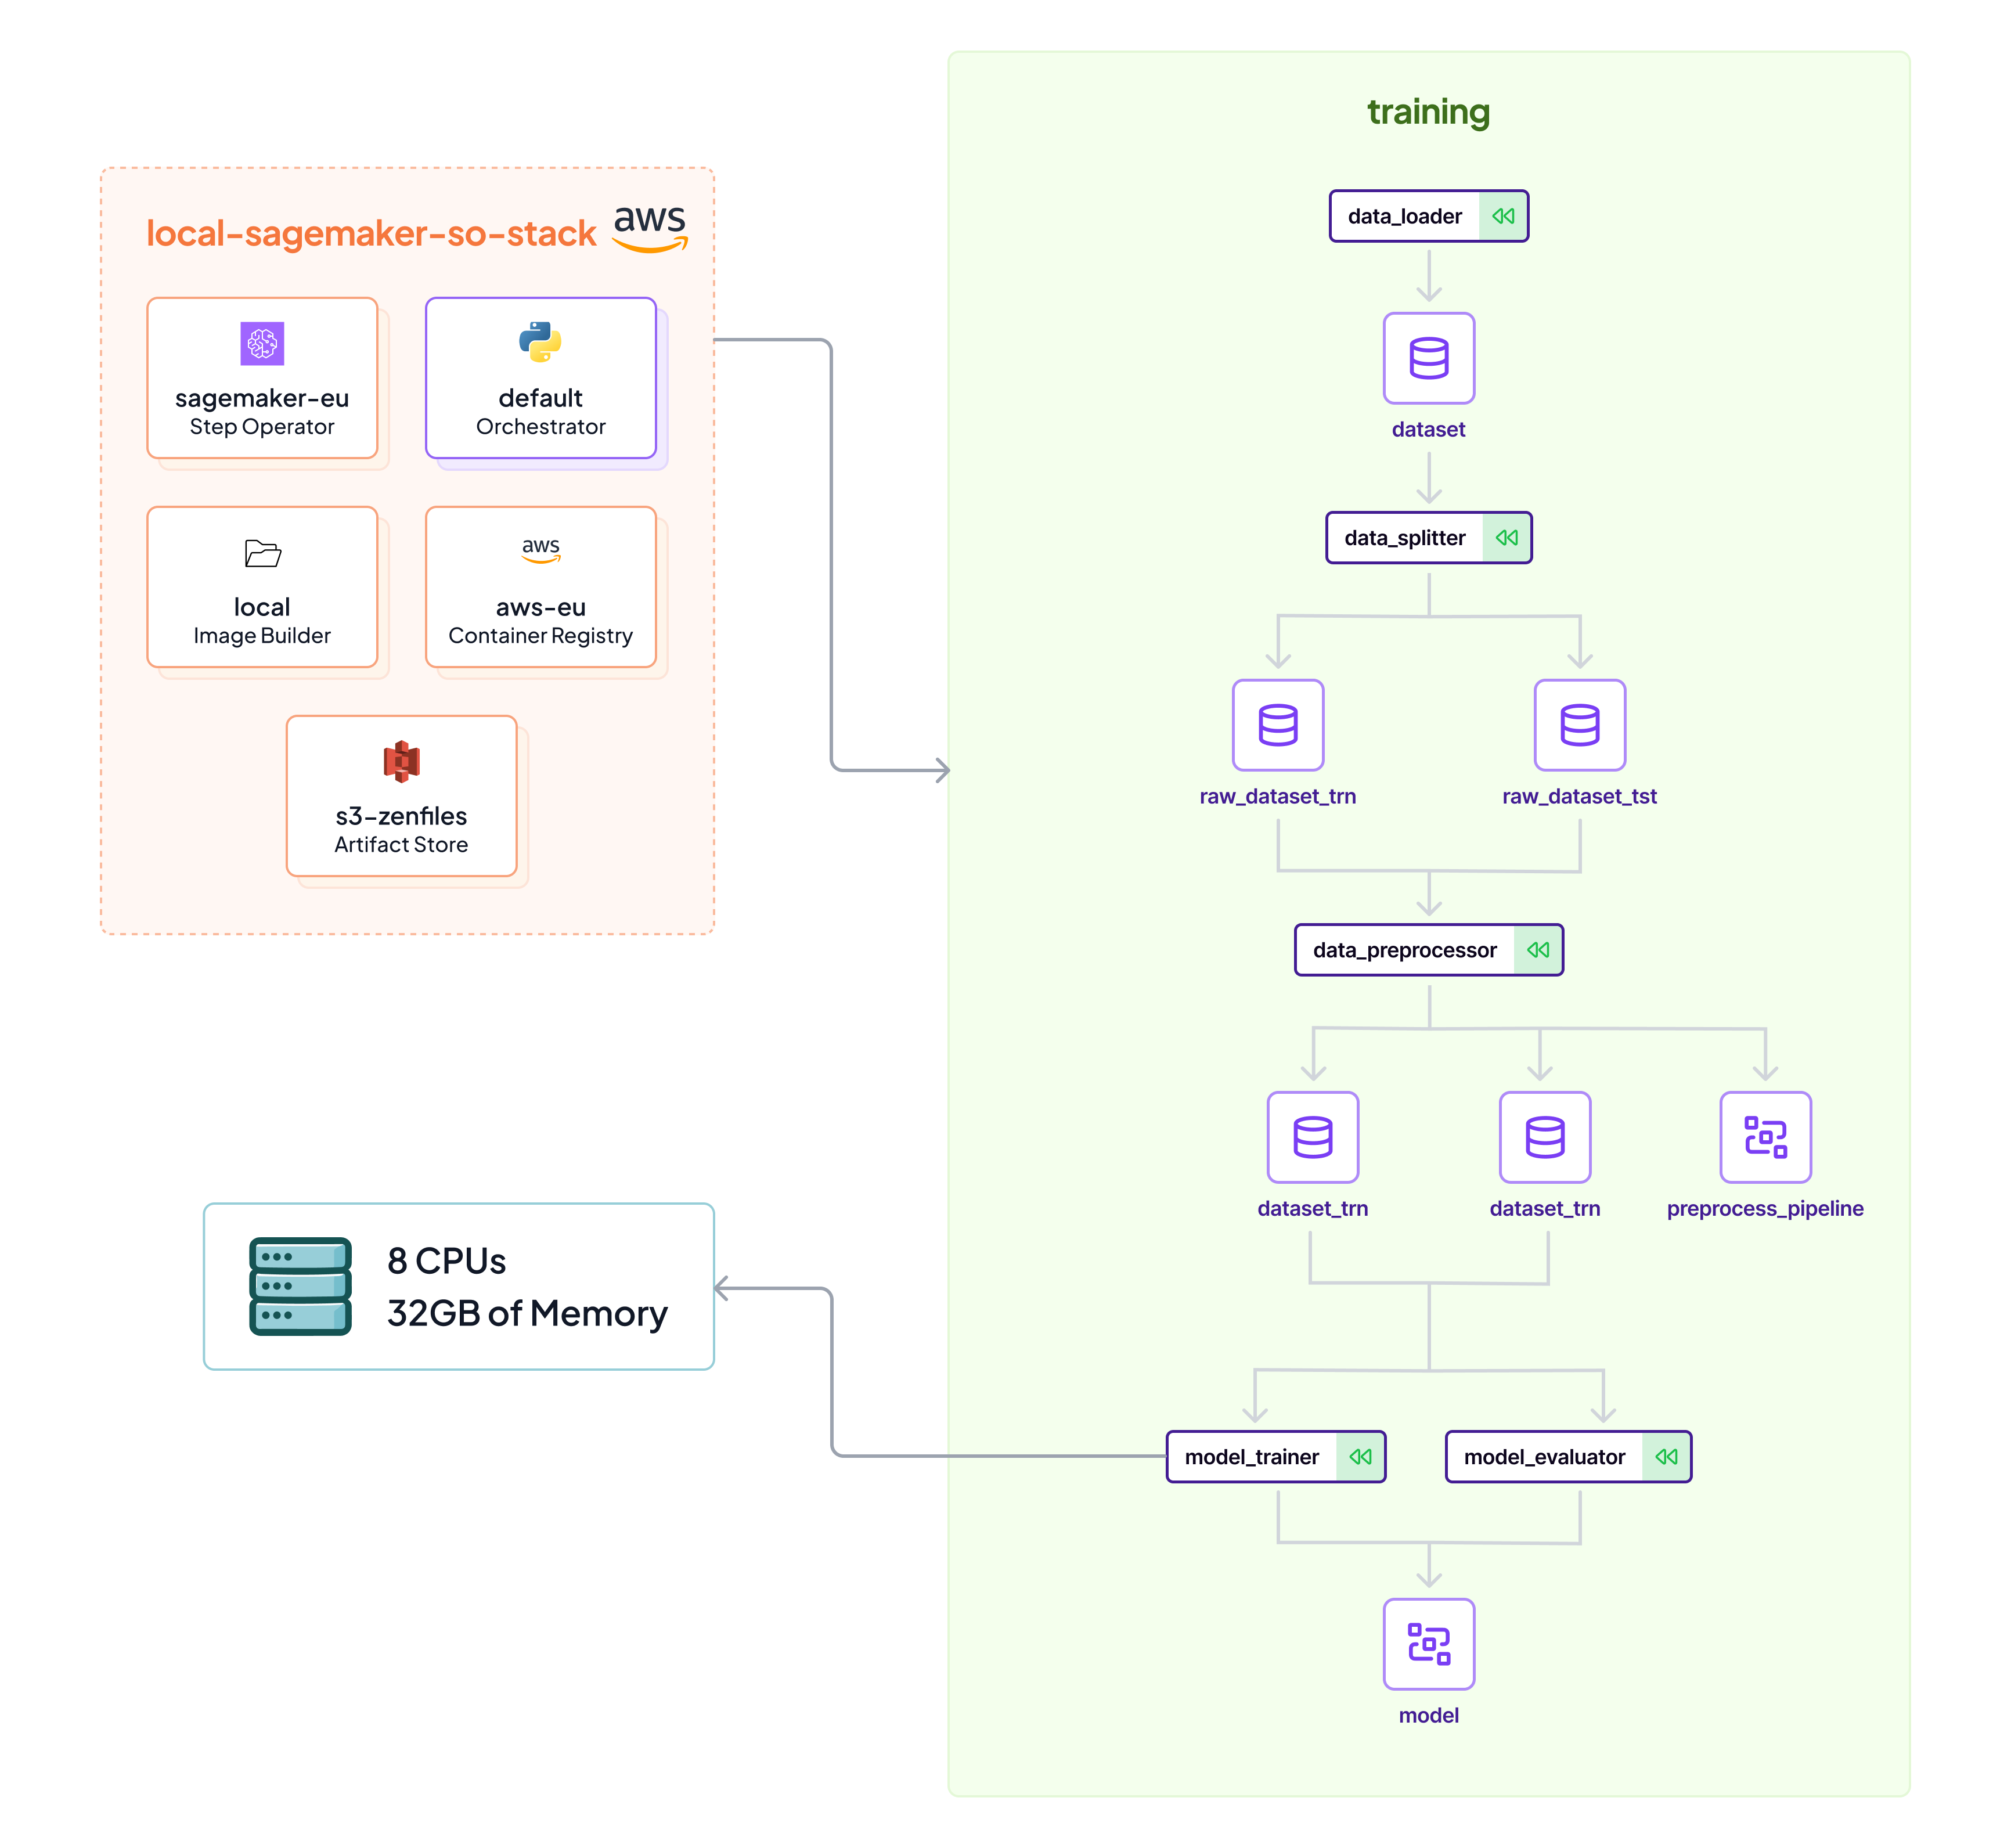 local-sagemaker-so-stack
aws
sagemaker-eu
Step Operator
default
Orchestrator
local
Image Builder
aws
aws-eu
Container Registry
s3-zenfiles
Artifact Store
8 CPUs
32GB of Memory
training
data_loader
dataset
data_splitter
raw_dataset_trn
raw_dataset_tst
data_preprocessor
dataset_trn
dataset_trn
preprocess_pipeline
model_trainer
model_evaluator
model